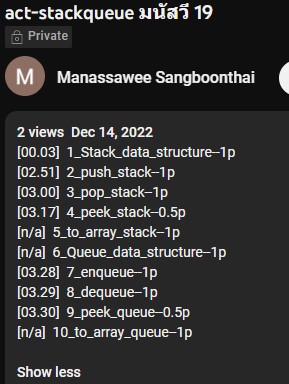 act-stackqueue มนัสวี 19
Private
M
Manassawee Sangboonthai
2 views Dec 14, 2022
[00.03] 1_Stack_data_structure--1p
[02.51] 2_push_stack--1p
[03.00] 3_pop_stack--1p
[03.17] 4_peek_stack--0.5p
[n/a] 5_to_array_stack--1p
[n/a] 6_Queue_data_structure--1p
[03.28] 7_enqueue--1p
[03.29] 8_dequeue--1p
[03.30] 9_peek_queue--0.5p
[n/a] 10_to_array_queue--1p
Show less